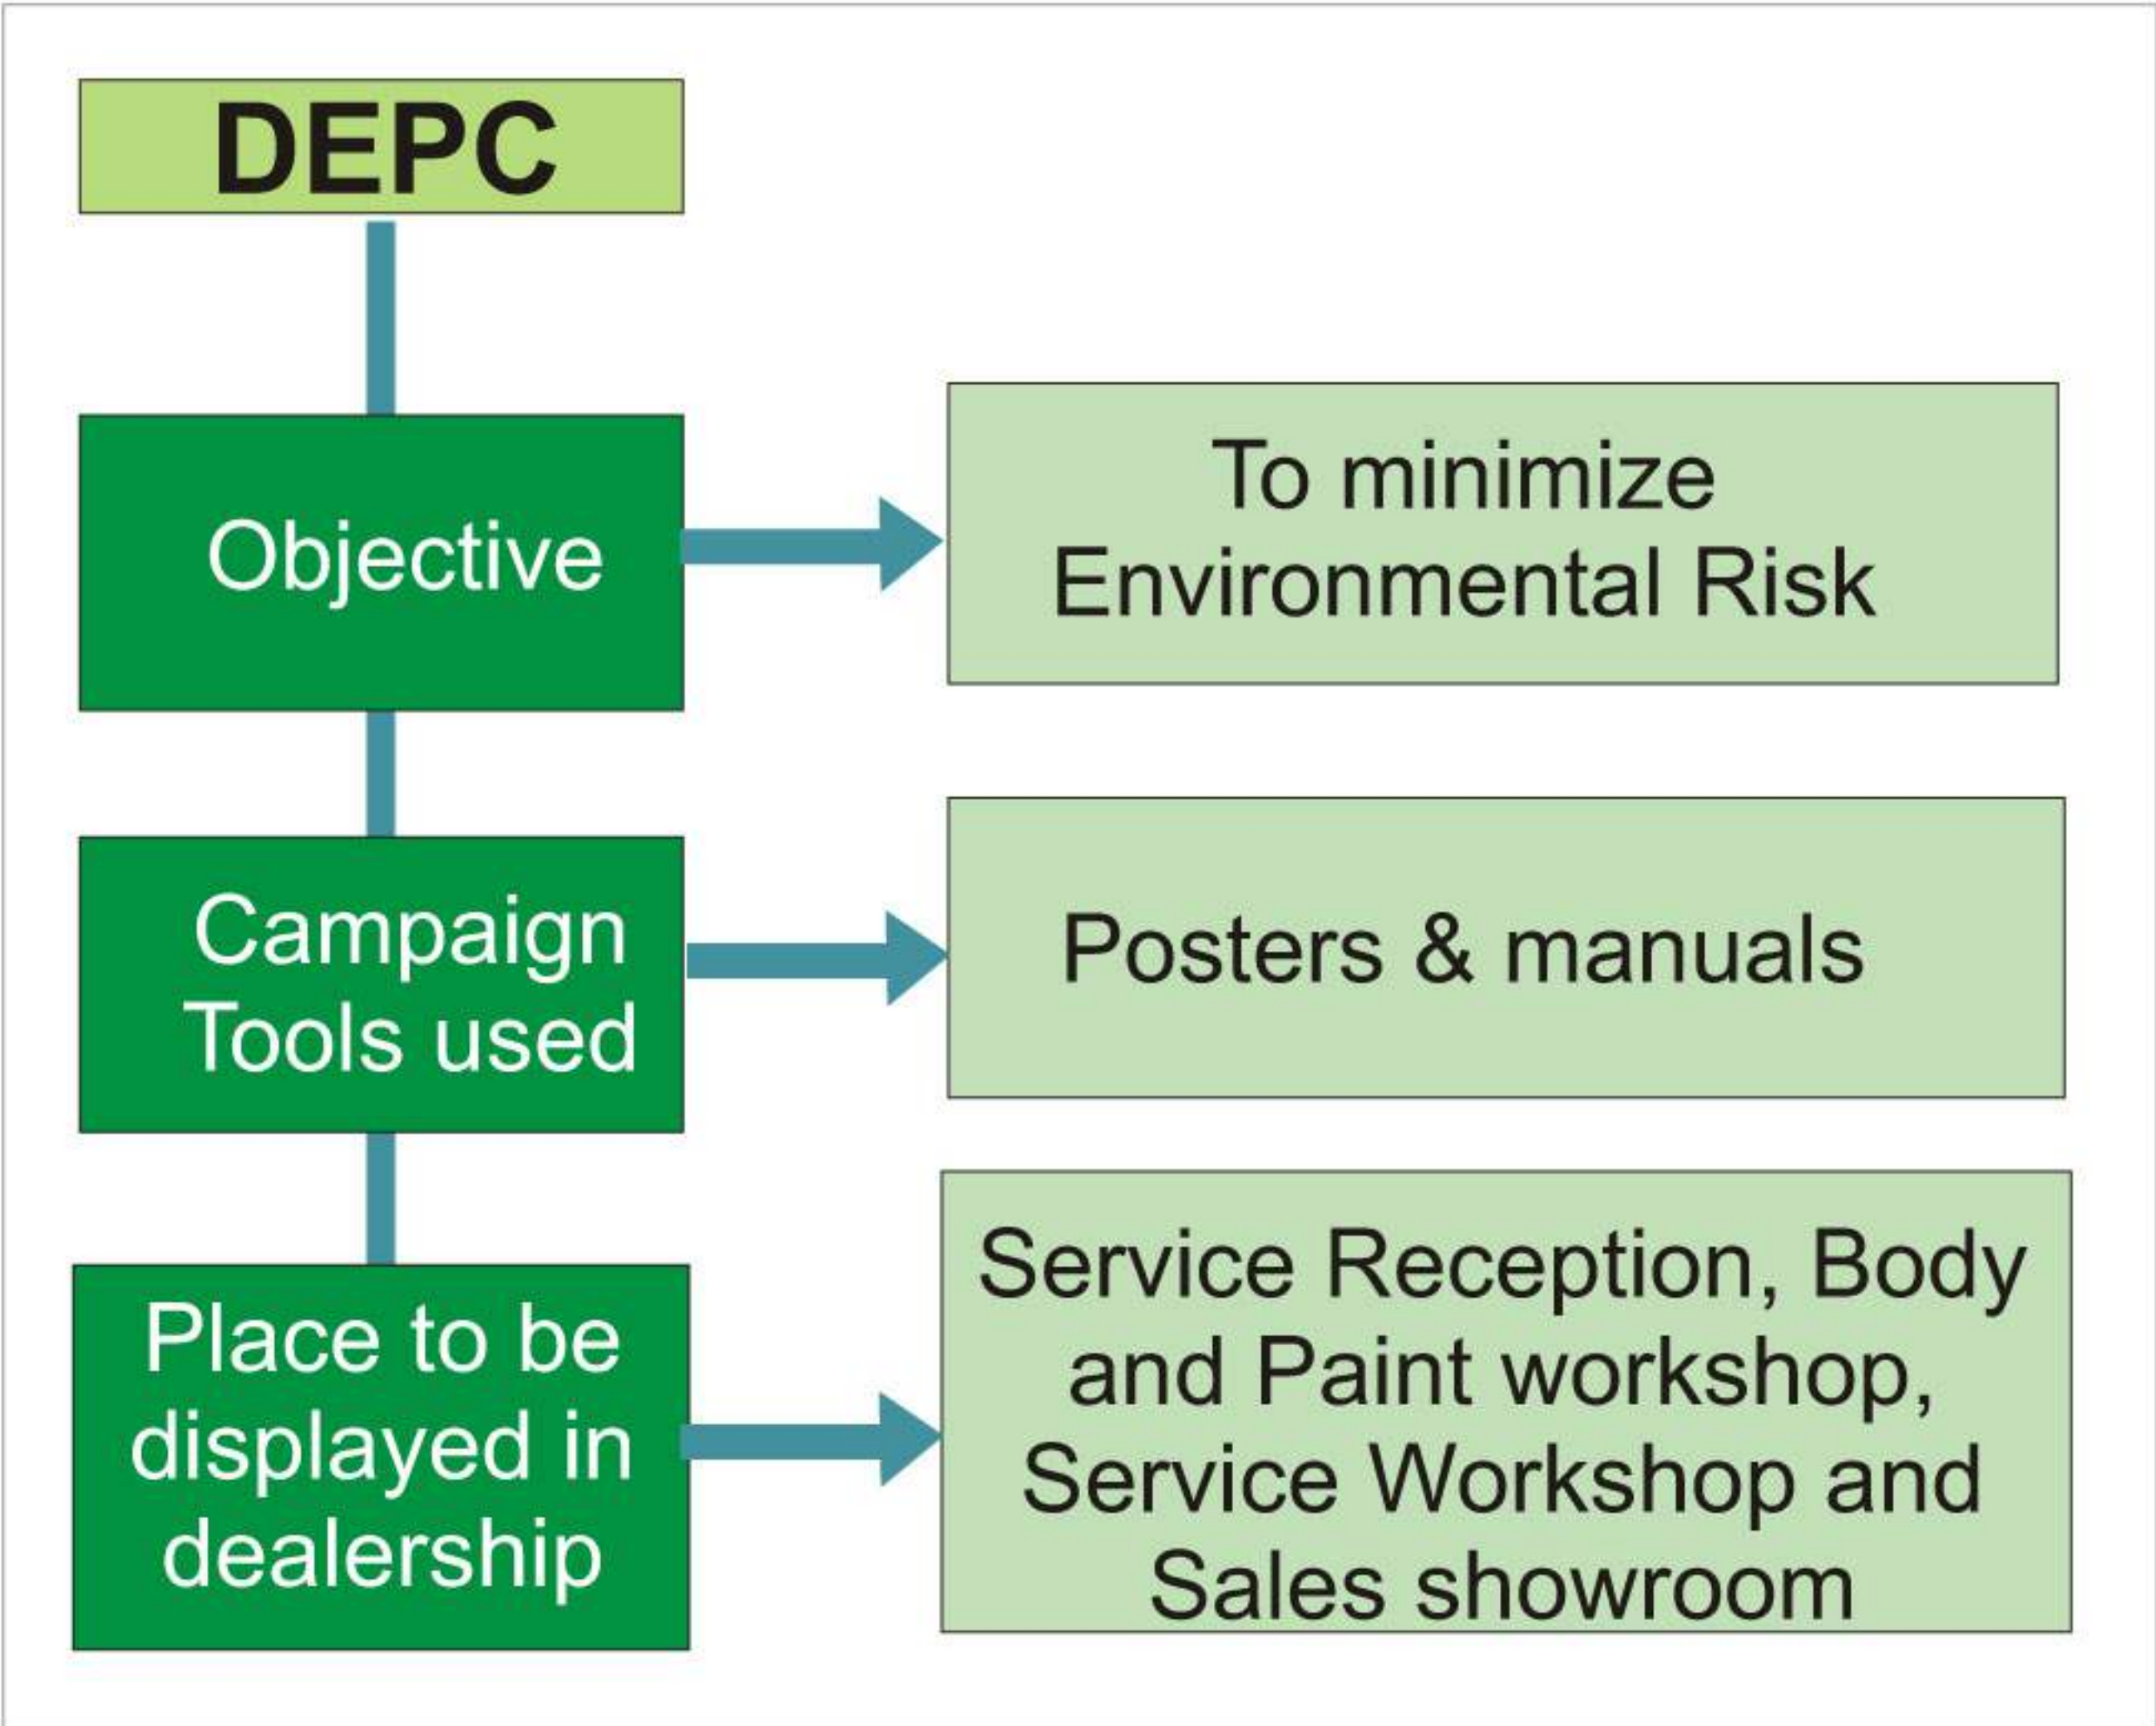 DEPC
Objective
To minimize
Environmental Risk
Campaign
Tools used
Posters & manuals
Place to be
displayed in
dealership
Service Reception, Body
and Paint workshop,
Service Workshop and
Sales showroom